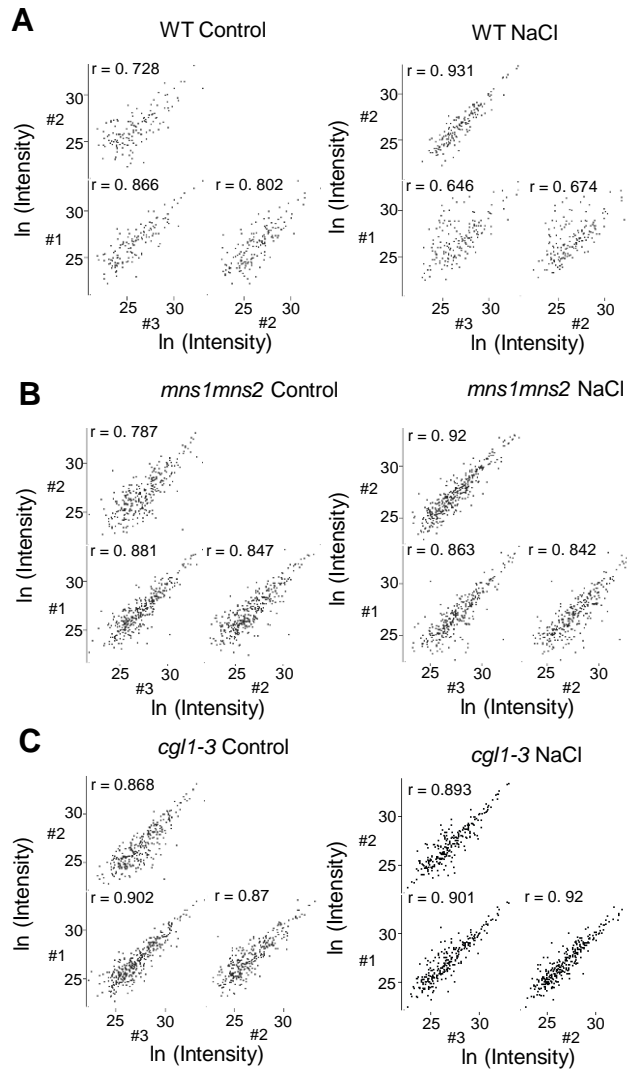 A
WT Control
WT NaCl
r = 0. 728
r = 0. 931
ln (Intensity)
#2
30
25
r = 0. 866
r = 0. 802
#1
30
25
25
30
25
30
#3
#2
ln (Intensity)
ln (Intensity)
#2
30
25
r = 0. 646
r = 0. 674
#1
30
25
25
30
25
30
#3
#2
ln (Intensity)
B
mns1mns2 Control
mns1mns2 NaCl
r = 0. 787
r = 0. 92
ln (Intensity)
#2
30
25
r = 0. 881
r = 0. 847
#1
30
25
25
30
25
30
#3
#2
ln (Intensity)
ln (Intensity)
#2
30
25
r = 0. 863
r = 0. 842
#1
30
25
25
30
25
30
#3
#2
ln (Intensity)
C
cgl1-3 Control
cgl1-3 NaCl
r = 0.868
r = 0.893
ln (Intensity)
#2
30
25
r = 0.902
r = 0.87
#1
30
25
25
30
25
30
#3
#2
ln (Intensity)
ln (Intensity)
#2
30
25
r = 0. 901
r = 0. 92
#1
30
25
25
30
25
30
#3
#2
ln (Intensity)